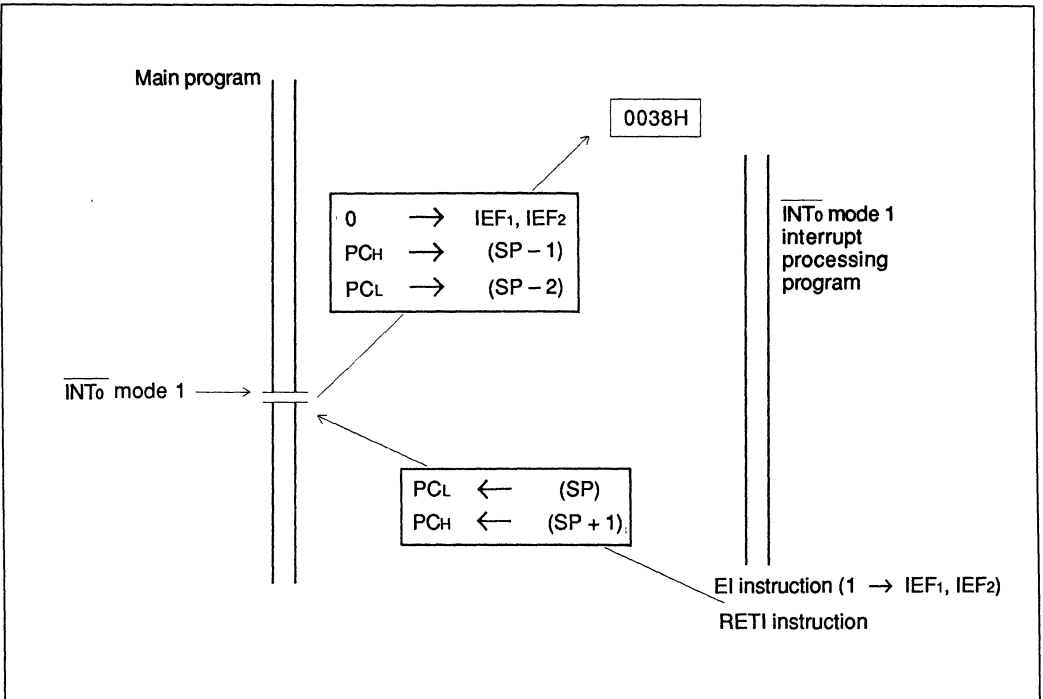 Main program
0038H
0 → IEF1, IEF2
PCH → (SP – 1)
PCL → (SP – 2)
INT0 mode 1
interrupt
processing
program
INT0 mode 1
PCL ← (SP)
PCH ← (SP + 1)
EI instruction (1 → IEF1, IEF2)
RETI instruction